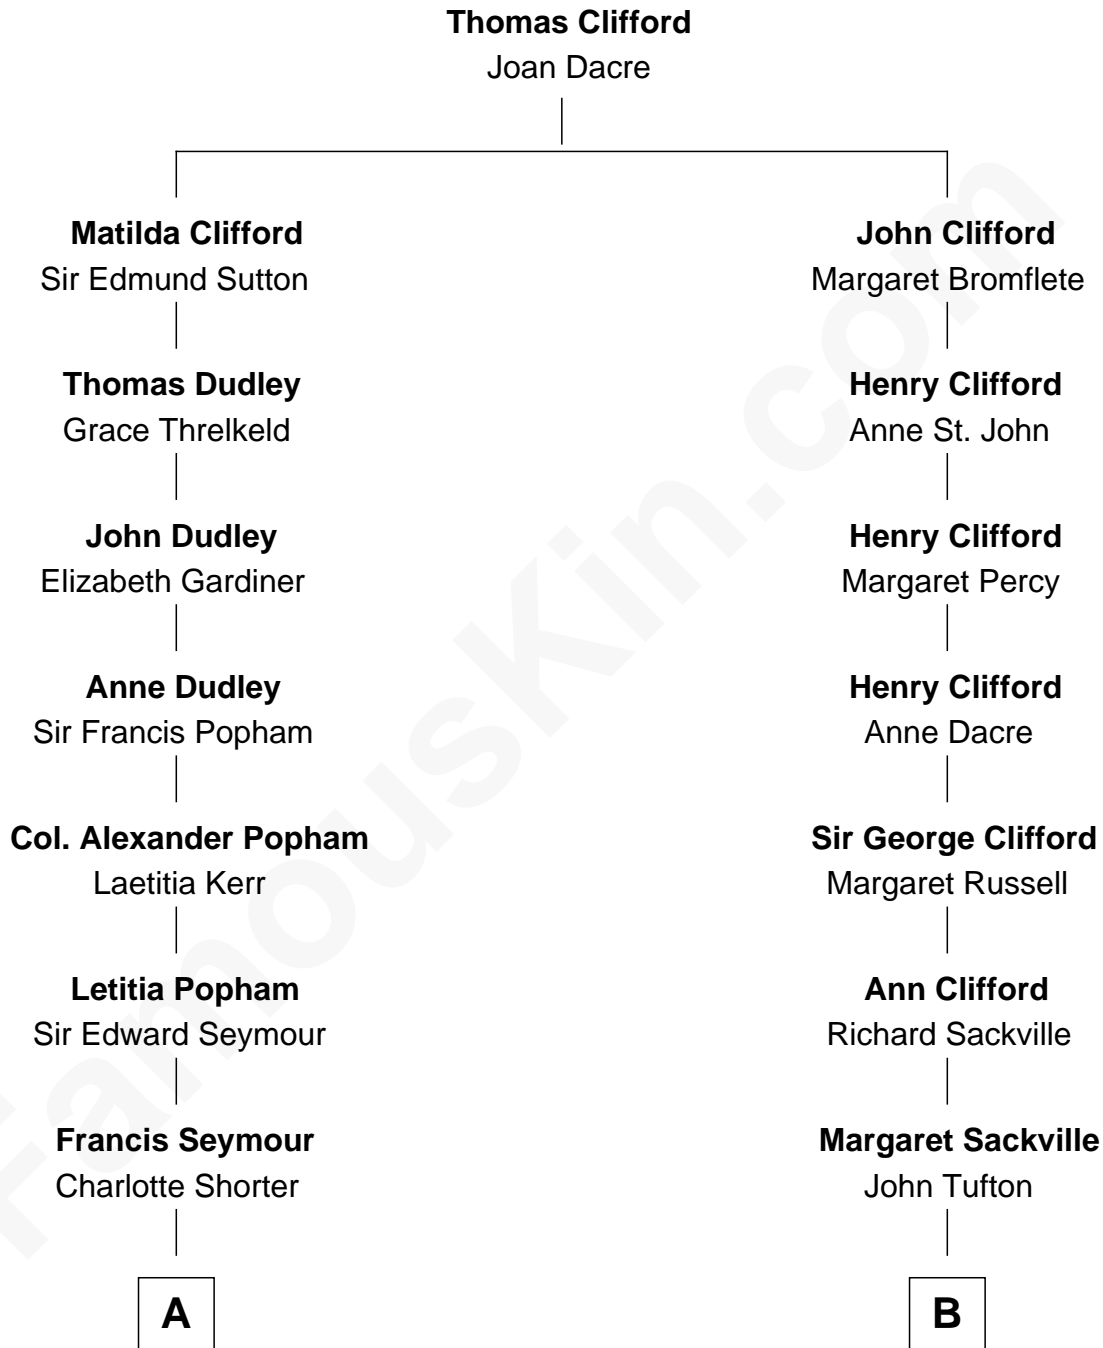 Thomas Clifford
Joan Dacre
Matilda Clifford
Sir Edmund Sutton
John Clifford
Margaret Bromflete
Thomas Dudley
Grace Threlkeld
Henry Clifford
Anne St. John
John Dudley
Elizabeth Gardiner
Henry Clifford
Margaret Percy
Anne Dudley
Sir Francis Popham
Henry Clifford
Anne Dacre
Col. Alexander Popham
Laetitia Kerr
Sir George Clifford
Margaret Russell
Letitia Popham
Sir Edward Seymour
Ann Clifford
Richard Sackville
Francis Seymour
Charlotte Shorter
Margaret Sackville
John Tufton
A
B
FamousKin.com